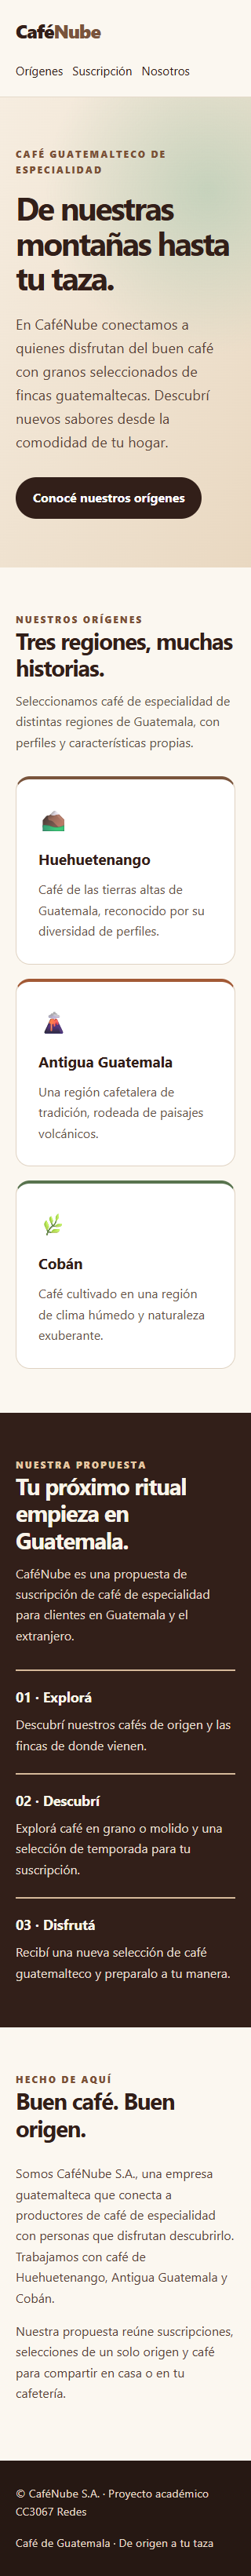 CaféNube
Orígenes Suscripción Nosotros
CAFÉ GUATEMALTECO DE
ESPECIALIDAD
De nuestras
montañas hasta
tu taza.
En CaféNube conectamos a
quienes disfrutan del buen café
con granos seleccionados de
fincas guatemaltecas. Descubrí
nuevos sabores desde la
comodidad de tu hogar.
Conocé nuestros orígenes
NUESTROS ORÍGENES
Tres regiones, muchas
historias.
Seleccionamos café de especialidad de
distintas regiones de Guatemala, con
perfiles y características propias.
Huehuetenango
Café de las tierras altas de
Guatemala, reconocido por su
diversidad de perfiles.
Antigua Guatemala
Una región cafetalera de
tradición, rodeada de paisajes
volcánicos.
Cobán
Café cultivado en una región
de clima húmedo y naturaleza
exuberante.
NUESTRA PROPUESTA
Tu próximo ritual
empieza en
Guatemala.
CaféNube es una propuesta de
suscripción de café de especialidad
para clientes en Guatemala y el
extranjero.
01 · Explorá
Descubrí nuestros cafés de origen y las
fincas de donde vienen.
02 · Descubrí
Explorá café en grano o molido y una
selección de temporada para tu
suscripción.
03 · Disfrutá
Recibí una nueva selección de café
guatemalteco y preparalo a tu manera.
HECHO DE AQUÍ
Buen café. Buen
origen.
Somos CaféNube S.A., una empresa
guatemalteca que conecta a
productores de café de especialidad
con personas que disfrutan descubrirlo.
Trabajamos con café de
Huehuetenango, Antigua Guatemala y
Cobán.
Nuestra propuesta reúne suscripciones,
selecciones de un solo origen y café
para compartir en casa o en tu
cafetería.
© CaféNube S.A. · Proyecto académico
CC3067 Redes
Café de Guatemala · De origen a tu taza